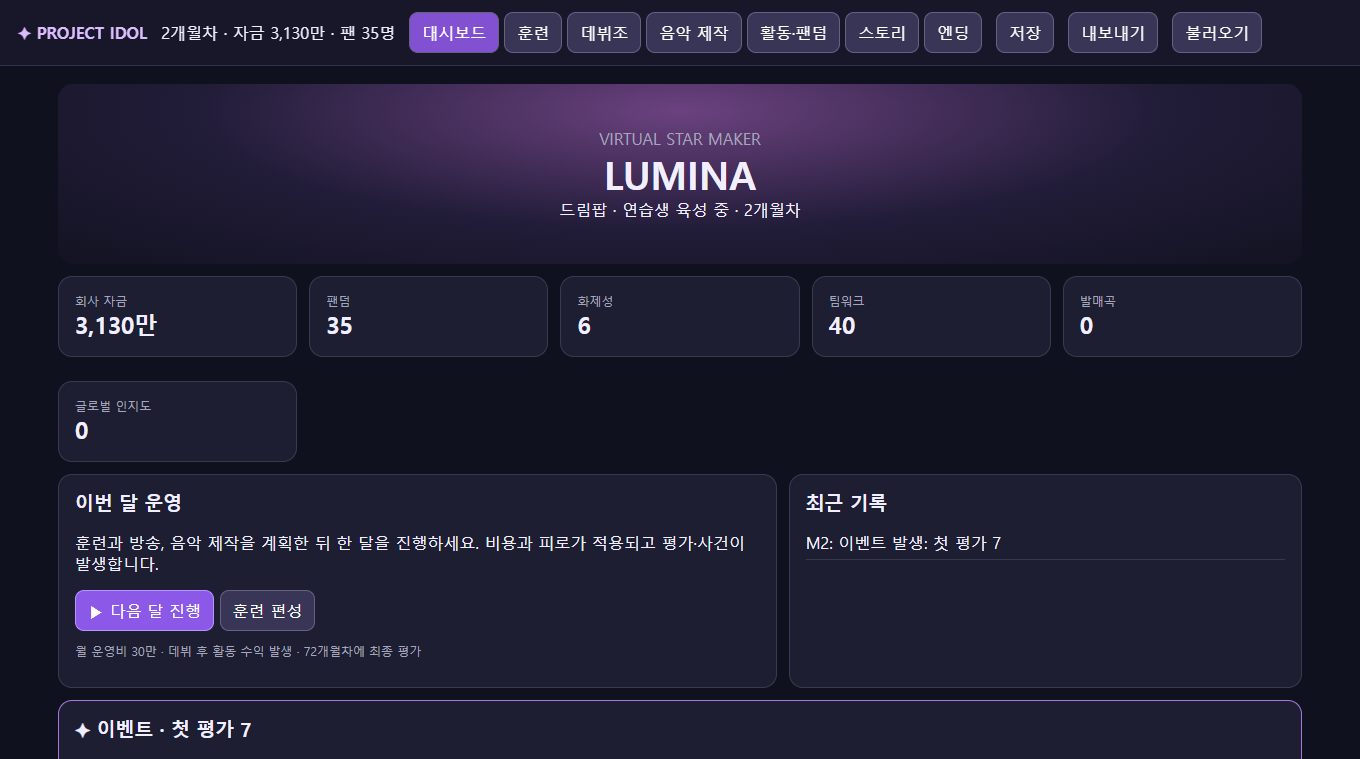 ✦ PROJECT IDOL 2개월차 · 자금 3,130만 · 팬 35명 대시보드 훈련 데뷔조 음악 제작 활동·팬덤 스토리 엔딩 저장 내보내기 불러오기
VIRTUAL STAR MAKER
LUMINA
드림팝 · 연습생 육성 중 · 2개월차
회사 자금
3,130만
팬덤
35
화제성
6
팀워크
40
발매곡
0
글로벌 인지도
0
이번 달 운영
훈련과 방송, 음악 제작을 계획한 뒤 한 달을 진행하세요. 비용과 피로가 적용되고 평가·사건이
발생합니다.
▶ 다음 달 진행 훈련 편성
월 운영비 30만 · 데뷔 후 활동 수익 발생 · 72개월차에 최종 평가
최근 기록
M2: 이벤트 발생: 첫 평가 7
✦ 이벤트 · 첫 평가 7